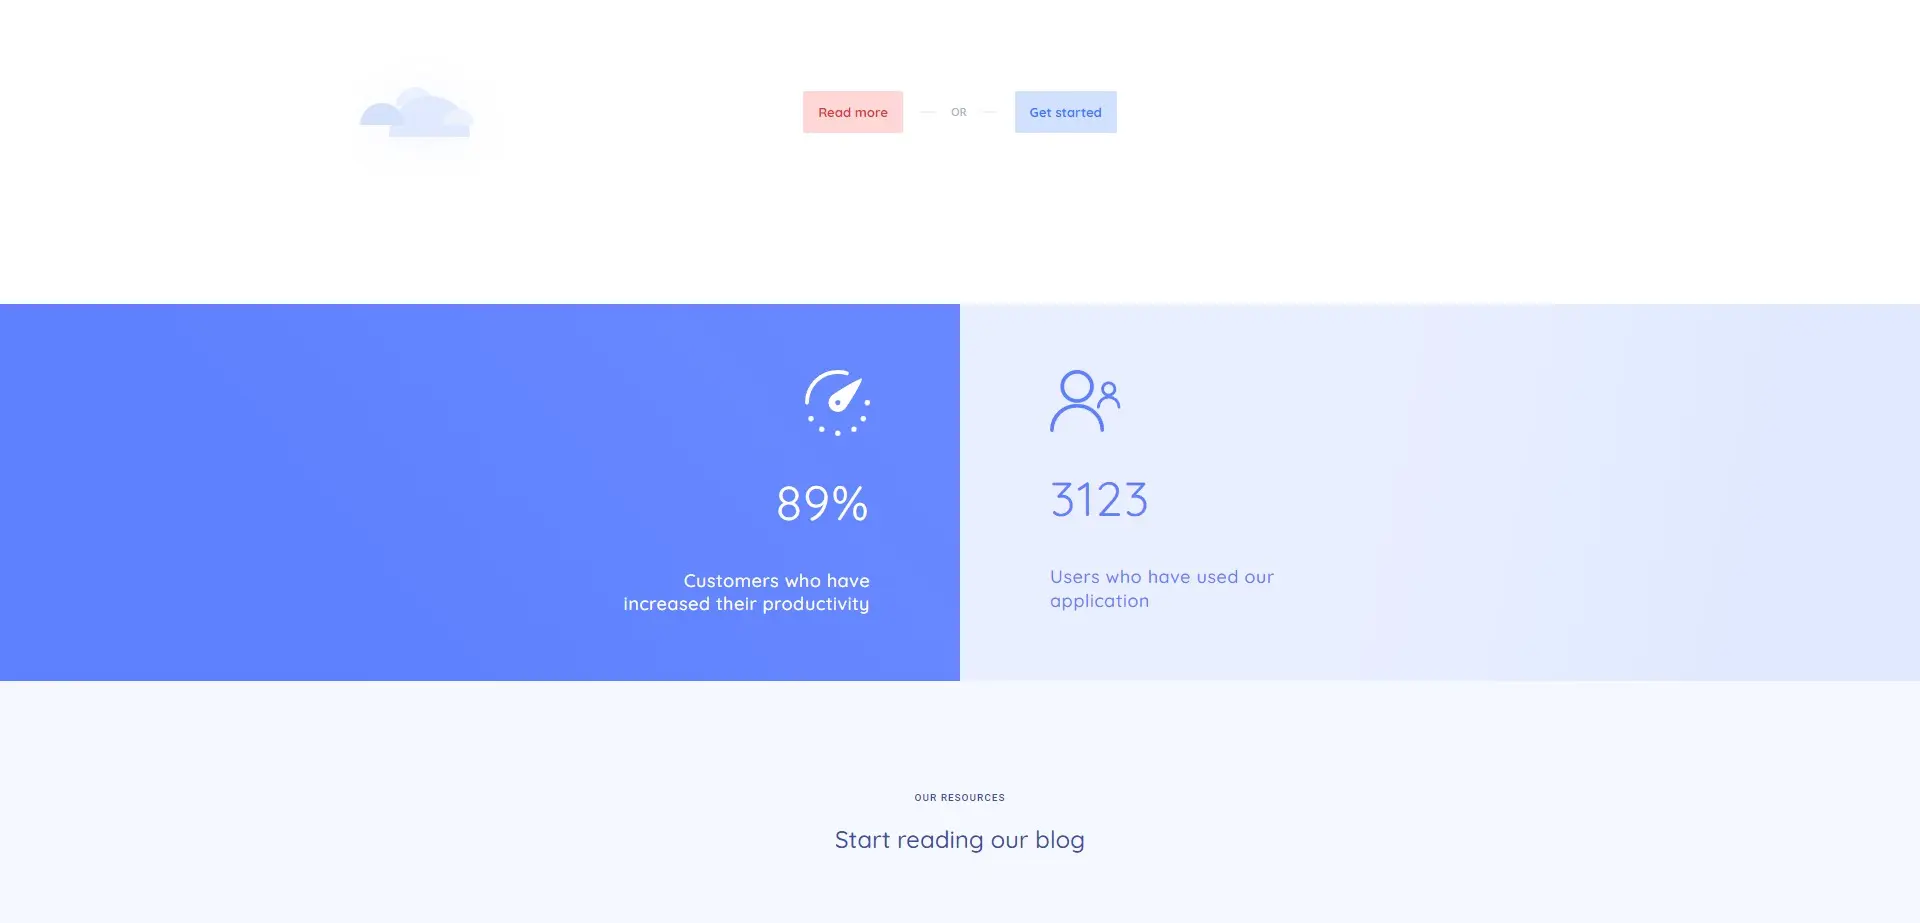 Read more
OR
Get started
89%
Customers who have
increased their productivity
3123
Users who have used our
application
OUR RESOURCES
Start reading our blog